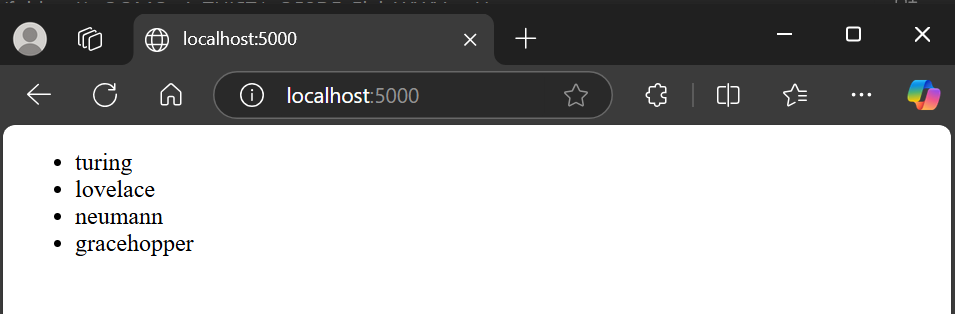 localhost:5000
localhost:5000
turing
lovelace
neumann
gracehopper